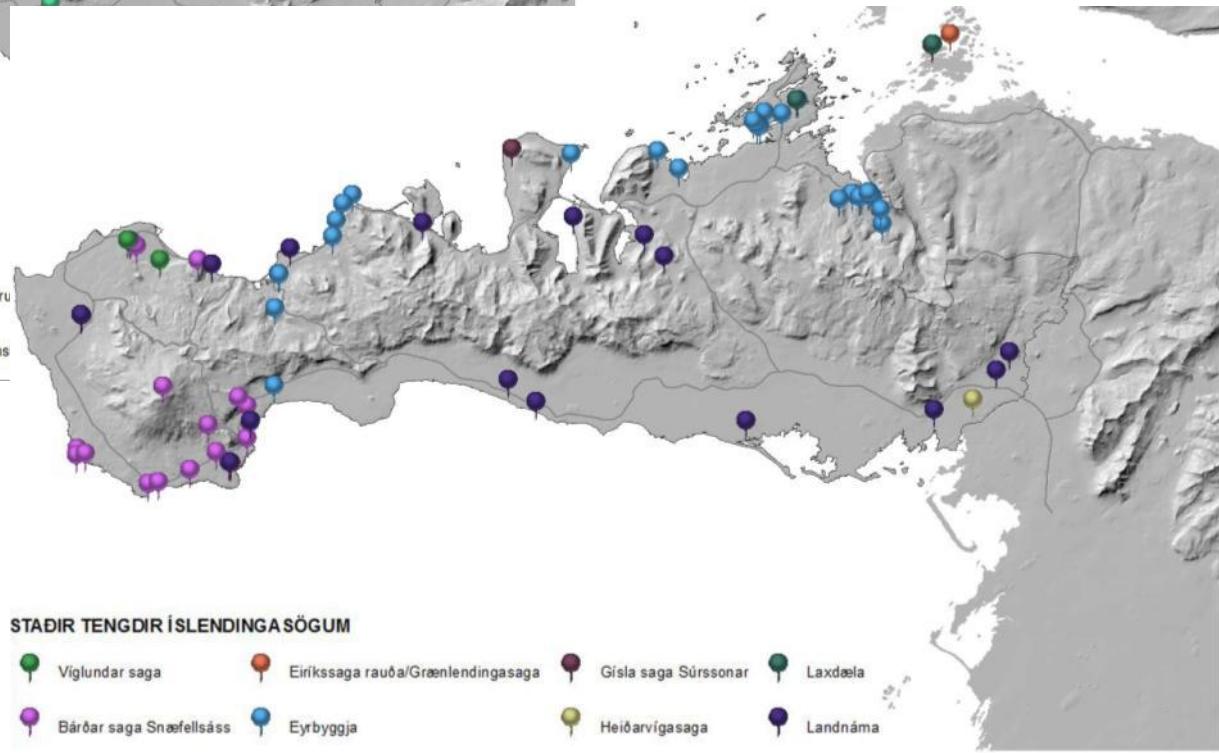 STAÐIR TENGDIR ÍSLENDINGASÖGUM
Víglundar saga
Eiríkssaga rauða/Grænlendingasaga
Gísla saga Súrssonar
Laxdæla
Bárðar saga Snæfellsáss
Eyrbyggja
Heiðarvígasaga
Landnáma